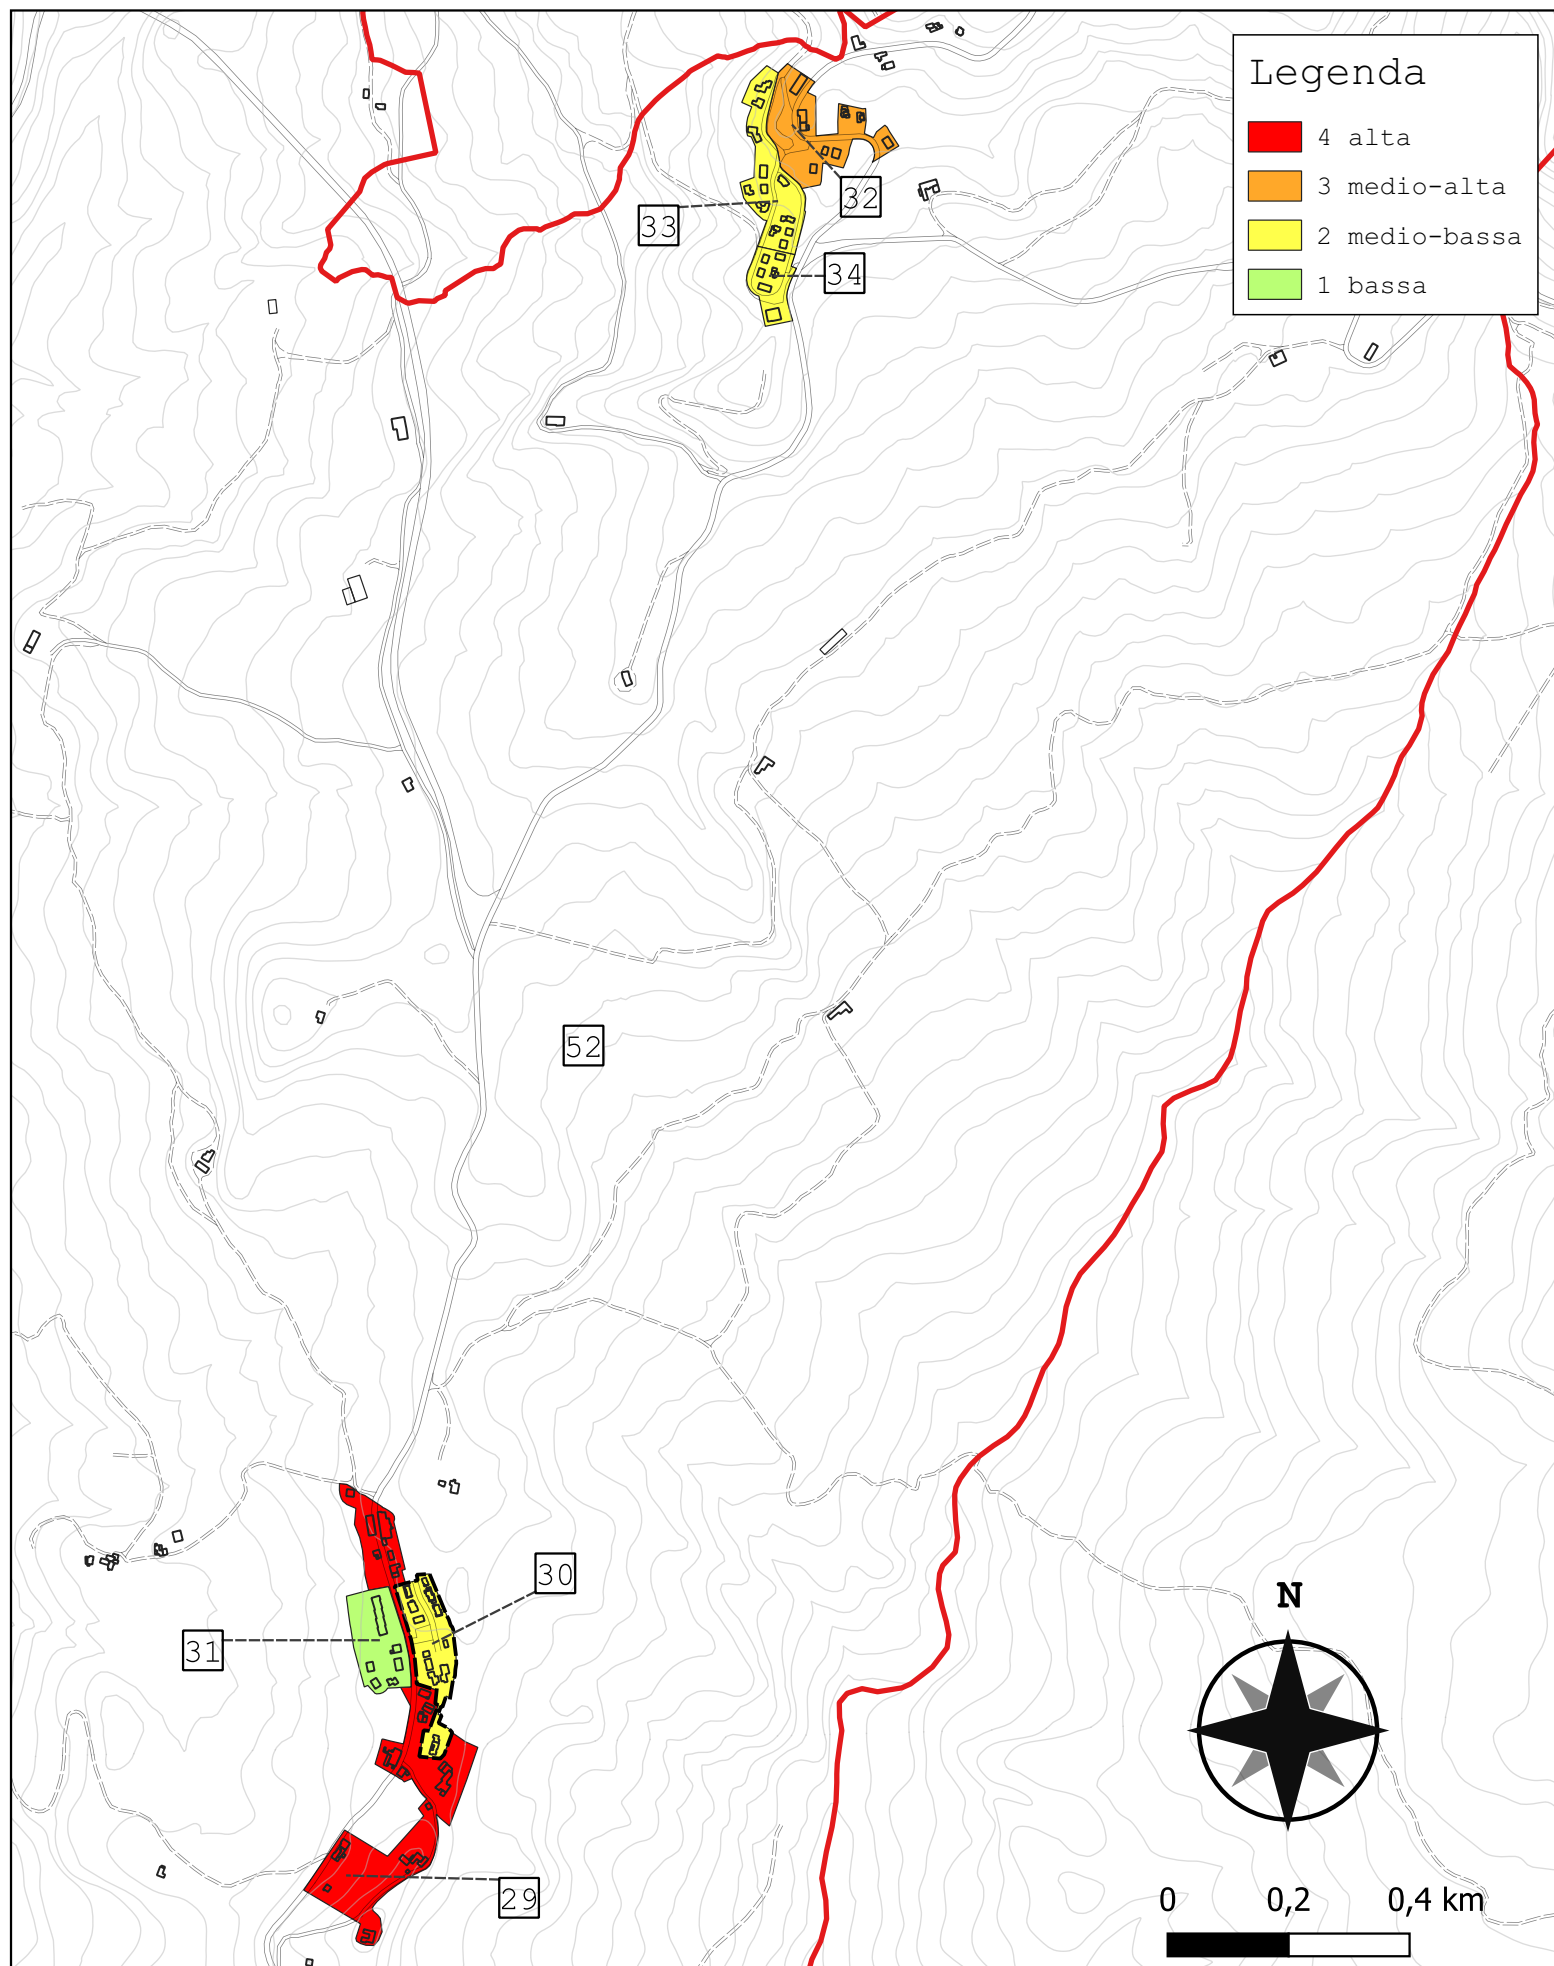 Legenda
4 alta
3 medio-alta
2 medio-bassa
1 bassa
32
33
34
52
30
31
29
N
0 0,2 0,4 km